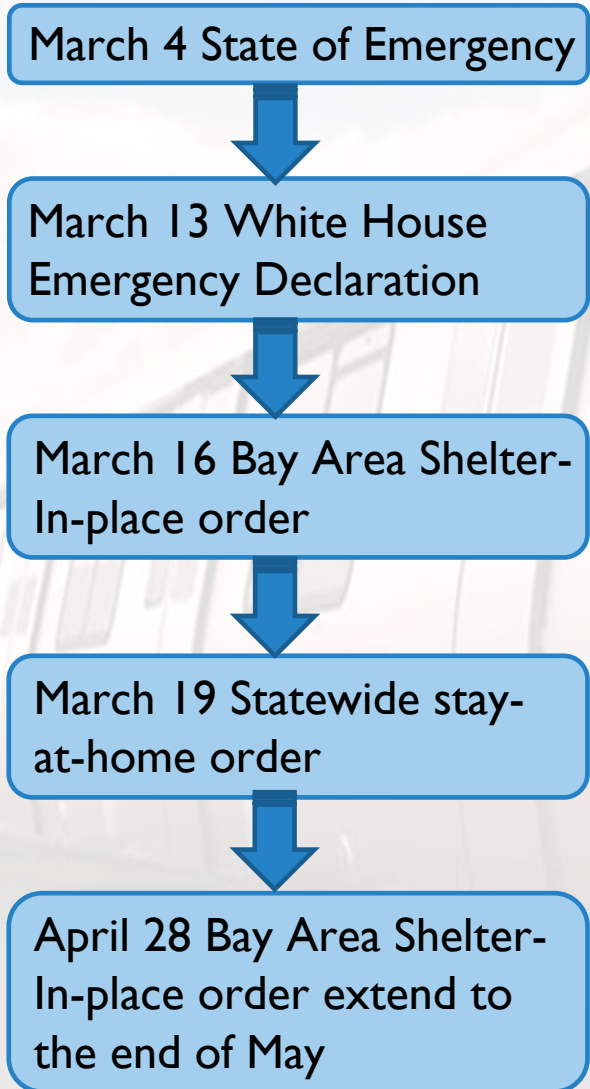 March 4 State of Emergency
March 13 White House
Emergency Declaration
March 16 Bay Area Shelter-
In-place order
March 19 Statewide stay-
at-home order
April 28 Bay Area Shelter-
In-place order extend to
the end of May